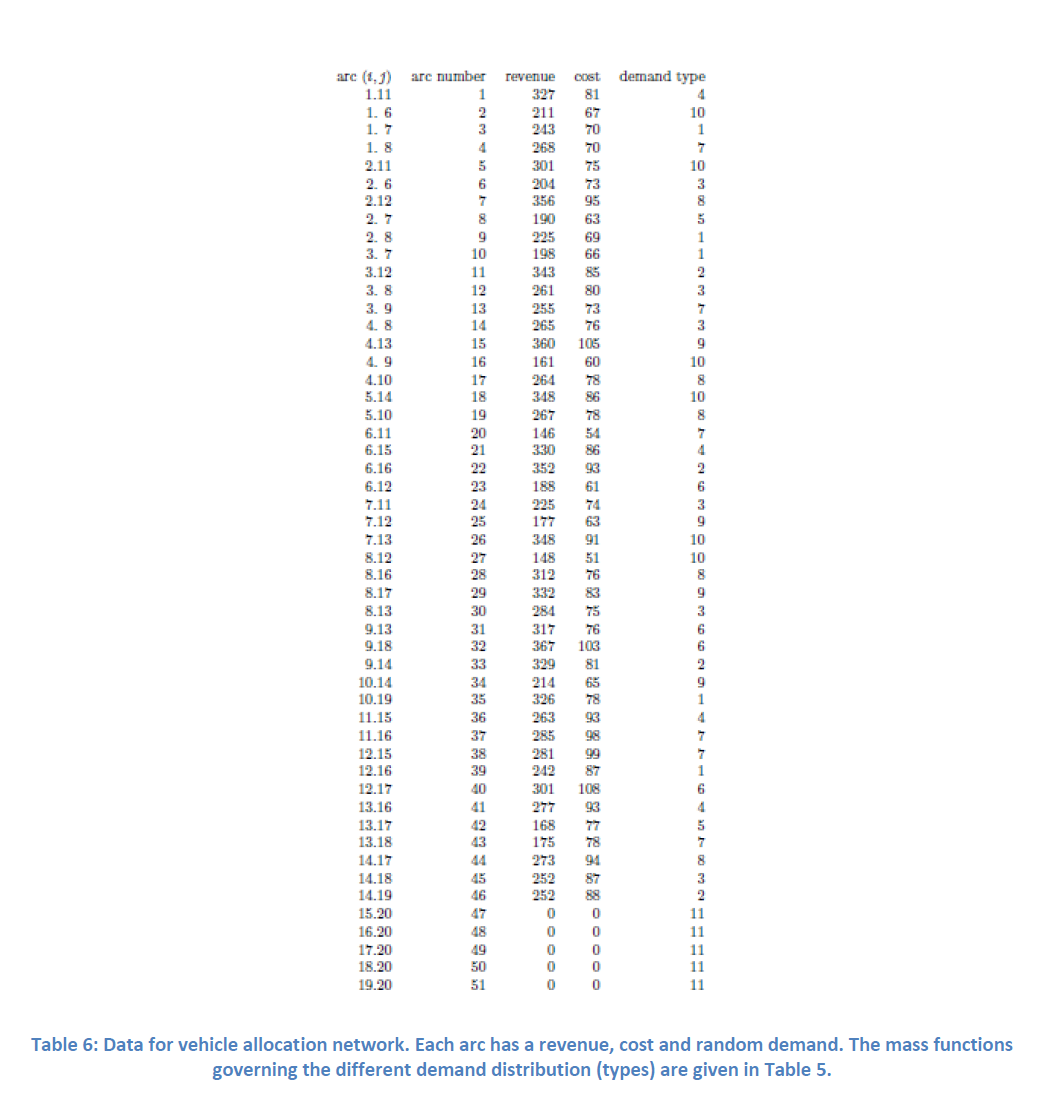 arc (i, j) arc number revenue cost demand type
1.11 1 327 81 4
1. 6 2 211 67 10
1. 7 3 243 70 1
1. 8 4 268 70 7
2.11 5 301 75 10
2. 6 6 204 73 3
2.12 7 356 95 8
2. 7 8 190 63 5
2. 8 9 225 69 1
3. 7 10 198 66 1
3.12 11 343 85 2
3. 8 12 261 80 3
3. 9 13 255 73 7
4. 8 14 265 76 3
4.13 15 360 105 9
4. 9 16 161 60 10
4.10 17 264 78 8
5.14 18 348 86 10
5.10 19 267 78 8
6.11 20 146 54 7
6.15 21 330 86 4
6.16 22 352 93 2
6.12 23 188 61 6
7.11 24 225 74 3
7.12 25 177 63 9
7.13 26 348 91 10
8.12 27 148 51 10
8.16 28 312 76 8
8.17 29 332 83 9
8.13 30 284 75 3
9.13 31 317 76 6
9.18 32 367 103 6
9.14 33 329 81 2
10.14 34 214 65 9
10.19 35 326 78 1
11.15 36 263 93 4
11.16 37 285 98 7
12.15 38 281 99 7
12.16 39 242 87 1
12.17 40 301 108 6
13.16 41 277 93 4
13.17 42 168 77 5
13.18 43 175 78 7
14.17 44 273 94 8
14.18 45 252 87 3
14.19 46 252 88 2
15.20 47 0 0 11
16.20 48 0 0 11
17.20 49 0 0 11
18.20 50 0 0 11
19.20 51 0 0 11
Table 6: Data for vehicle allocation network. Each arc has a revenue, cost and random demand. The mass functions
governing the different demand distribution (types) are given in Table 5.